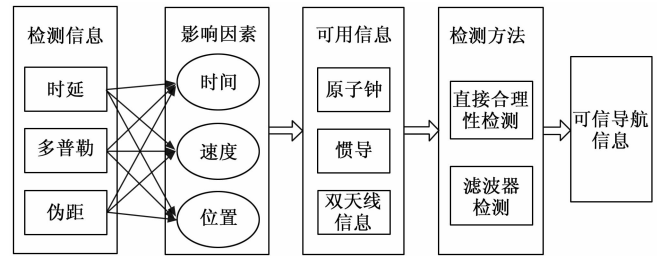 检测信息
时延
多普勒
伪距
影响因素
时间
速度
位置
可用信息
原子钟
惯导
双天线
信息
检测方法
直接合理
性检测
滤波器
检测
可信导航
信息